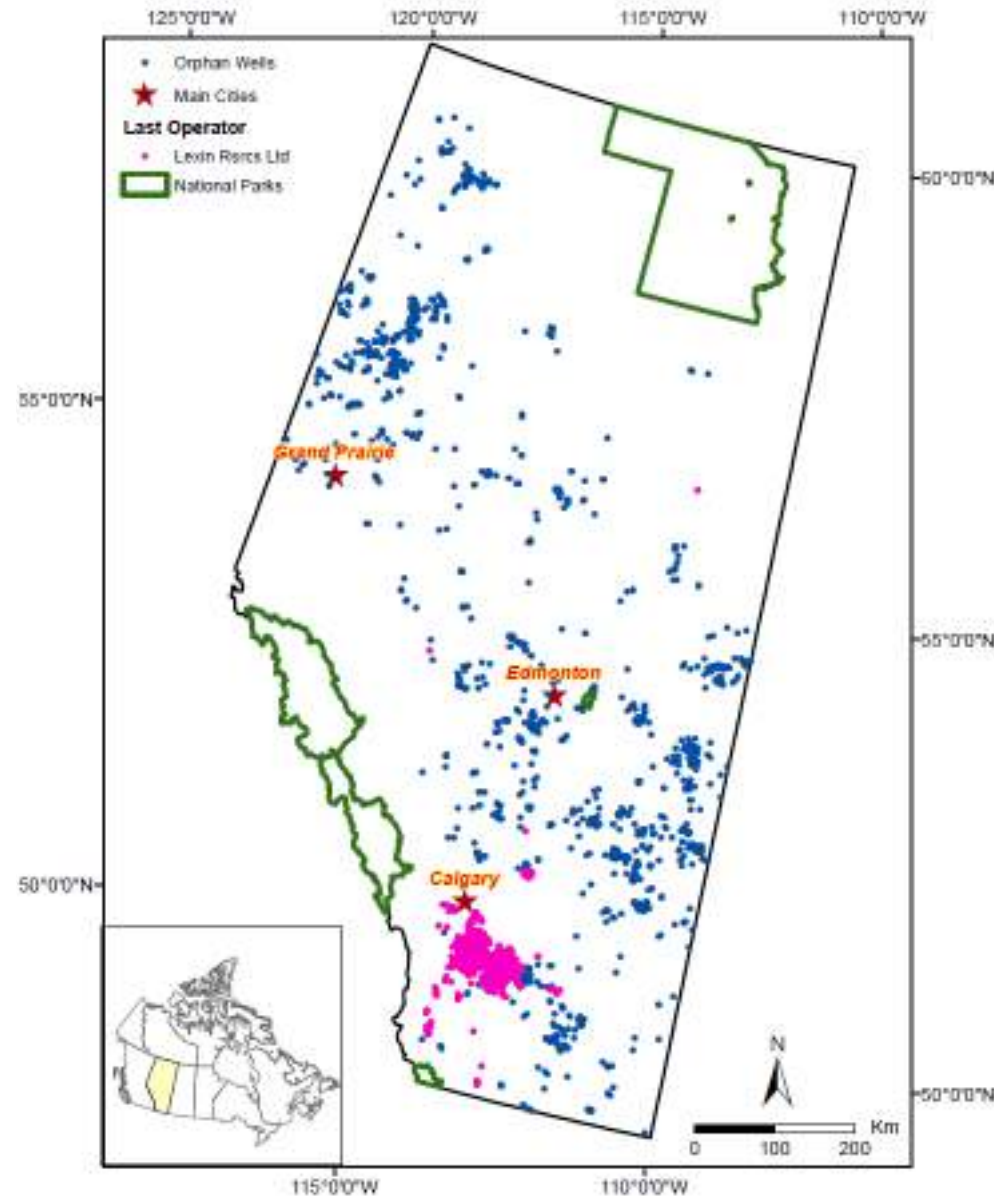 125°0'0"W 120°0'0"W 115°0'0"W 110°0'0"W
Orphan Wells
Main Cities
Last Operator
Lexin Rsrcs Ltd
National Parks
60°0'0"N
55°0'0"N
Grand Prairie
55°0'0"N
Edmonton
50°0'0"N
Calgary
N
50°0'0"N
Km
0 100 200
115°0'0"W 110°0'0"W